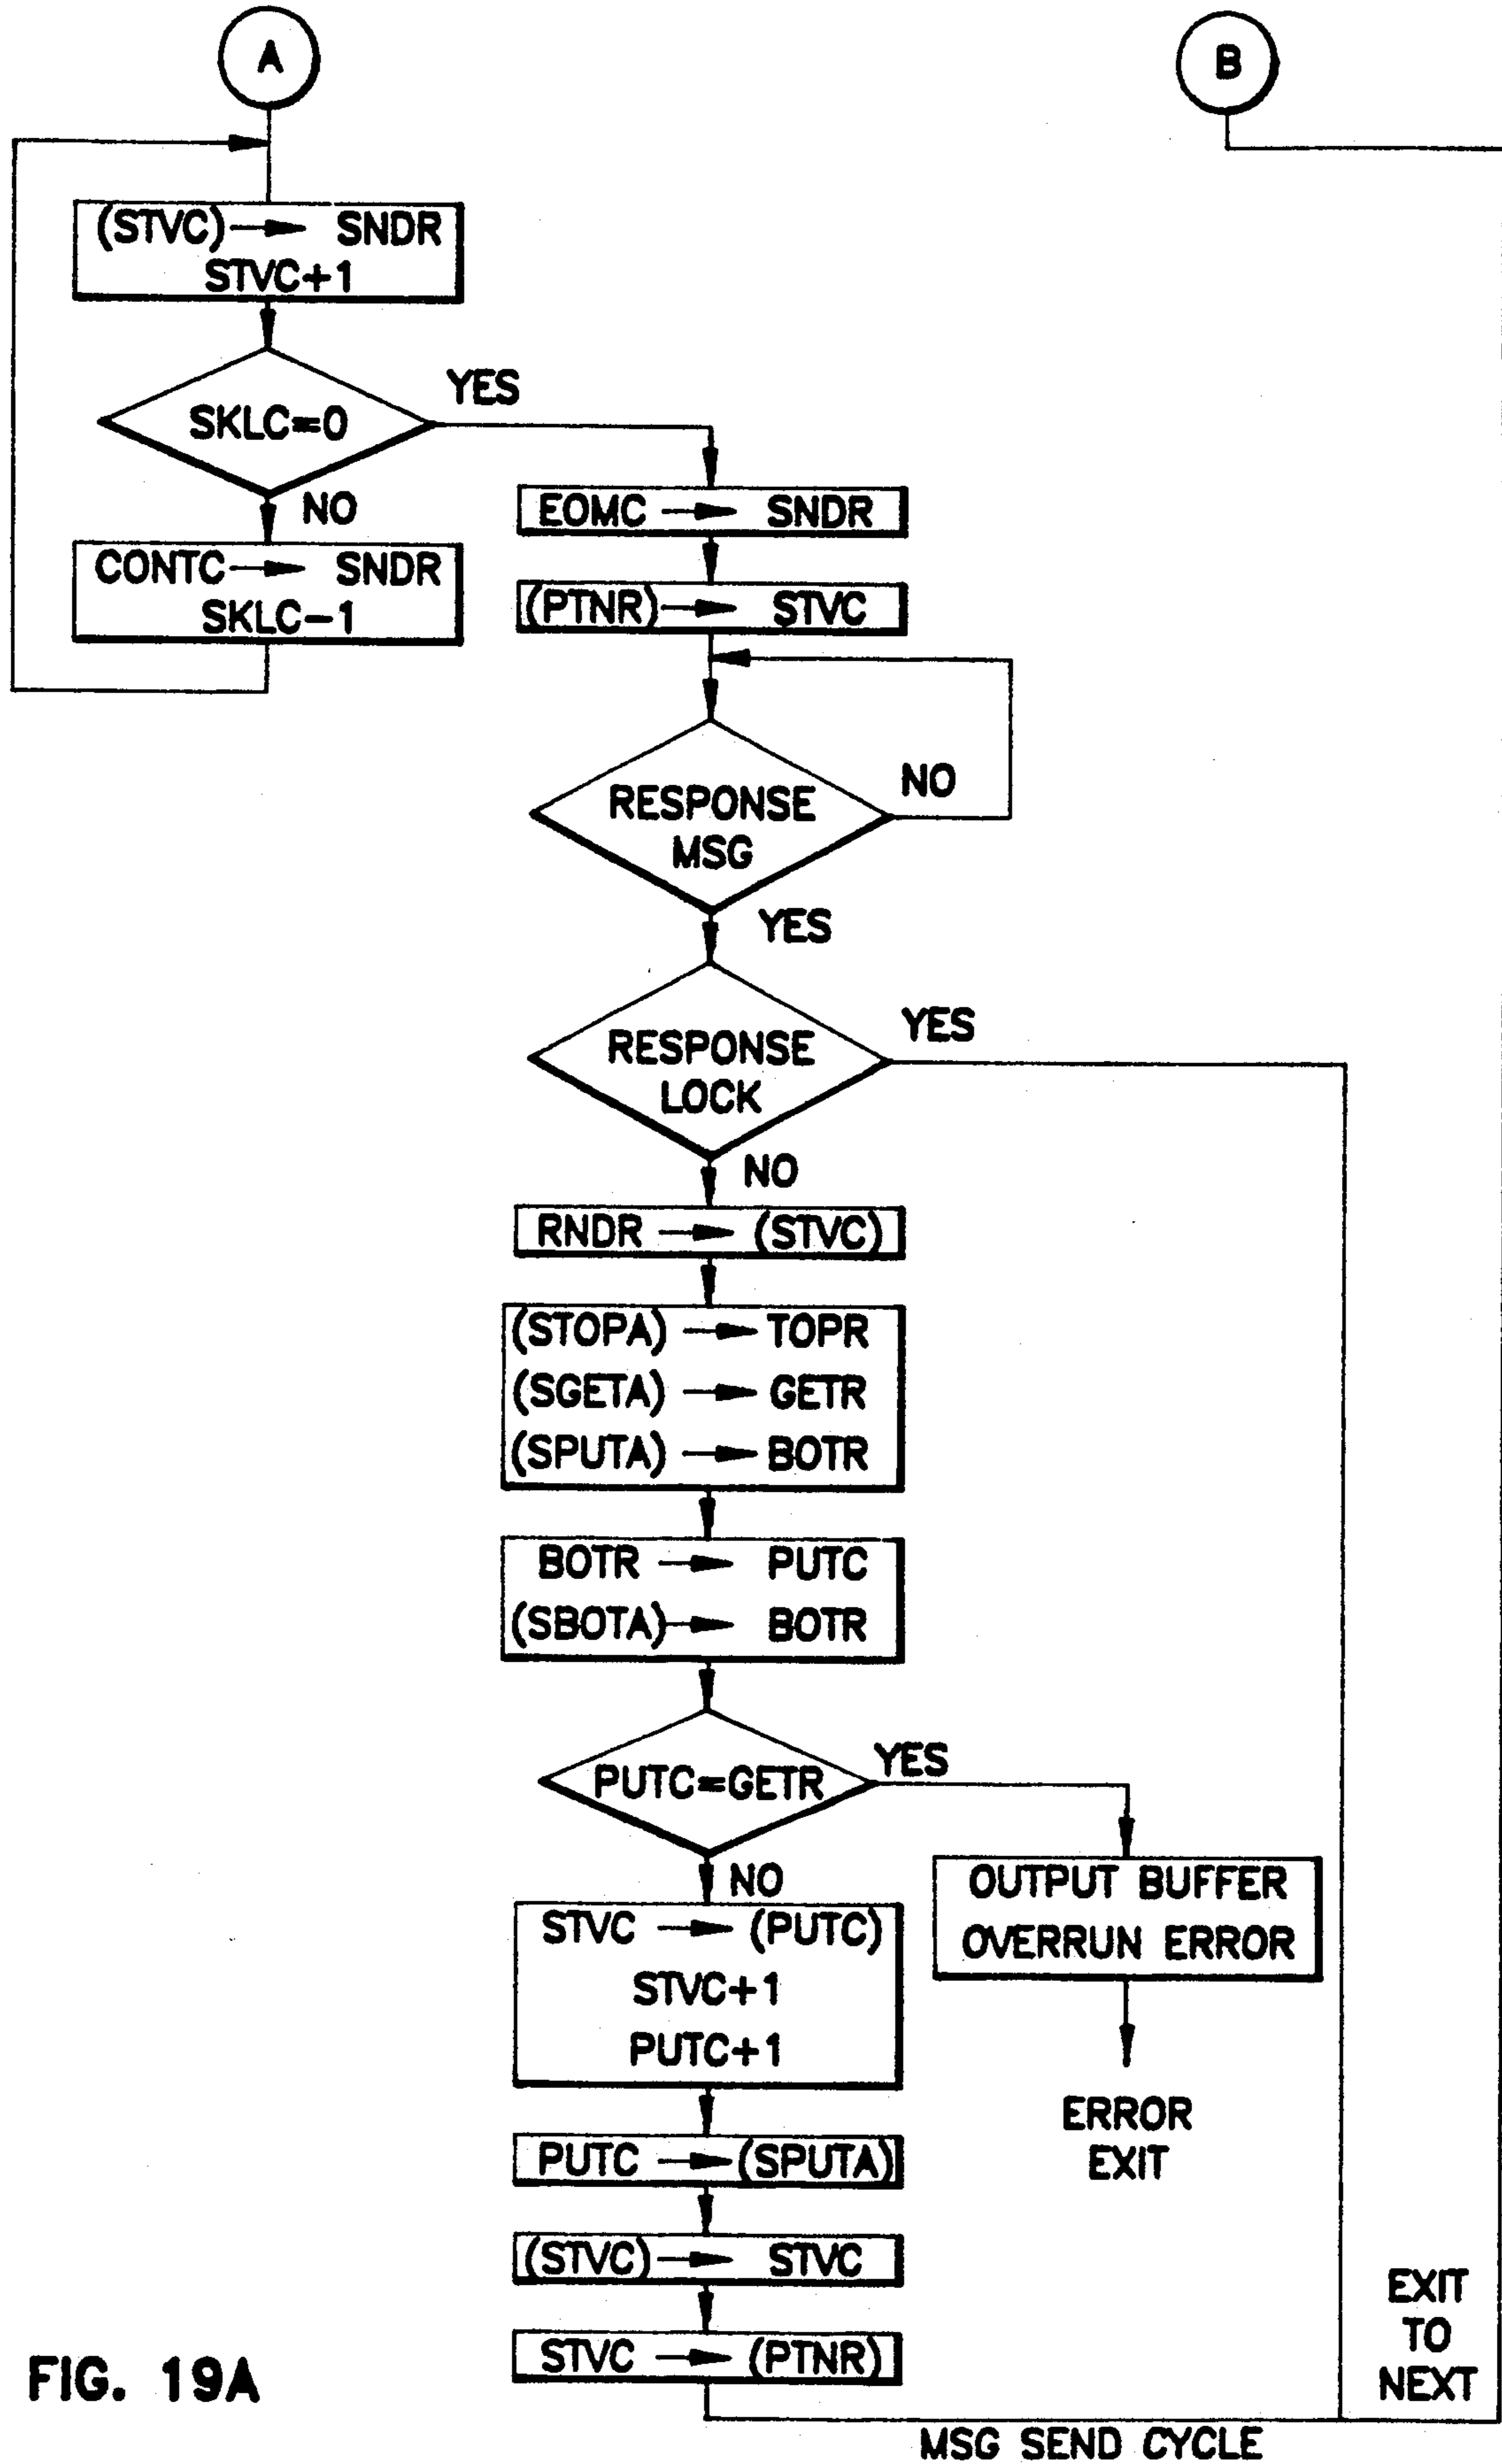 A
B
(STVC) → SNDR
STVC+1
SKLC=0
YES
NO
CONTC → SNDR
SKLC-1
EOMC → SNDR
(PTNR) → STVC
RESPONSE
MSG
NO
YES
RESPONSE
LOCK
YES
NO
RNDR → (STVC)
(STOPA) → TOPR
(SGETA) → GETR
(SPUTA) → BOTR
BOTR → PUTC
(SBOTA) → BOTR
PUTC=GETR
YES
NO
OUTPUT BUFFER
OVERRUN ERROR
ERROR
EXIT
STVC → (PUTC)
STVC+1
PUTC+1
PUTC → (SPUTA)
(STVC) → STVC
STVC → (PTNR)
EXIT
TO
NEXT
MSG SEND CYCLE
FIG. 19A